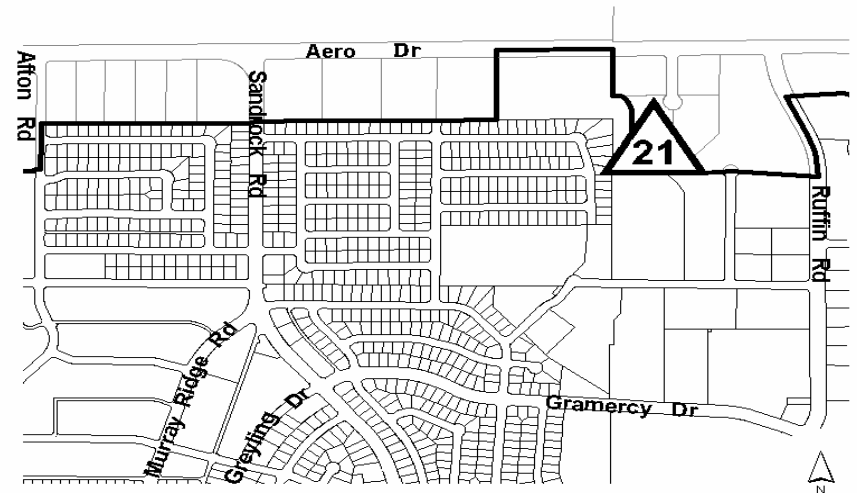 Aero Dr
Afton Rd
Sandrock Rd
21
Ruffin Rd
Murray Ridge Rd
Greyling Dr
Gramercy Dr
N